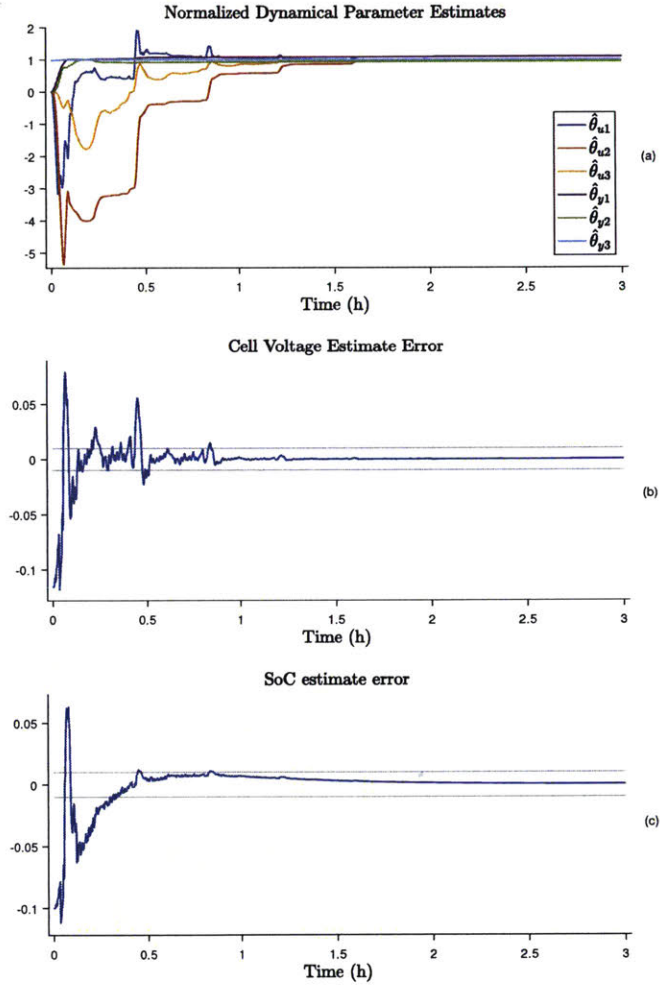 Normalized Dynamical Parameter Estimates
2
1
0
-1
-2
-3
-4
-5
θ̂u1
θ̂u2
θ̂u3
θ̂y1
θ̂y2
θ̂y3
(a)
0 0.5 1 1.5 2 2.5 3
Time (h)
Cell Voltage Estimate Error
0.05
0
-0.05
-0.1
(b)
0 0.5 1 1.5 2 2.5 3
Time (h)
SoC estimate error
0.05
0
-0.05
-0.1
(c)
0 0.5 1 1.5 2 2.5 3
Time (h)